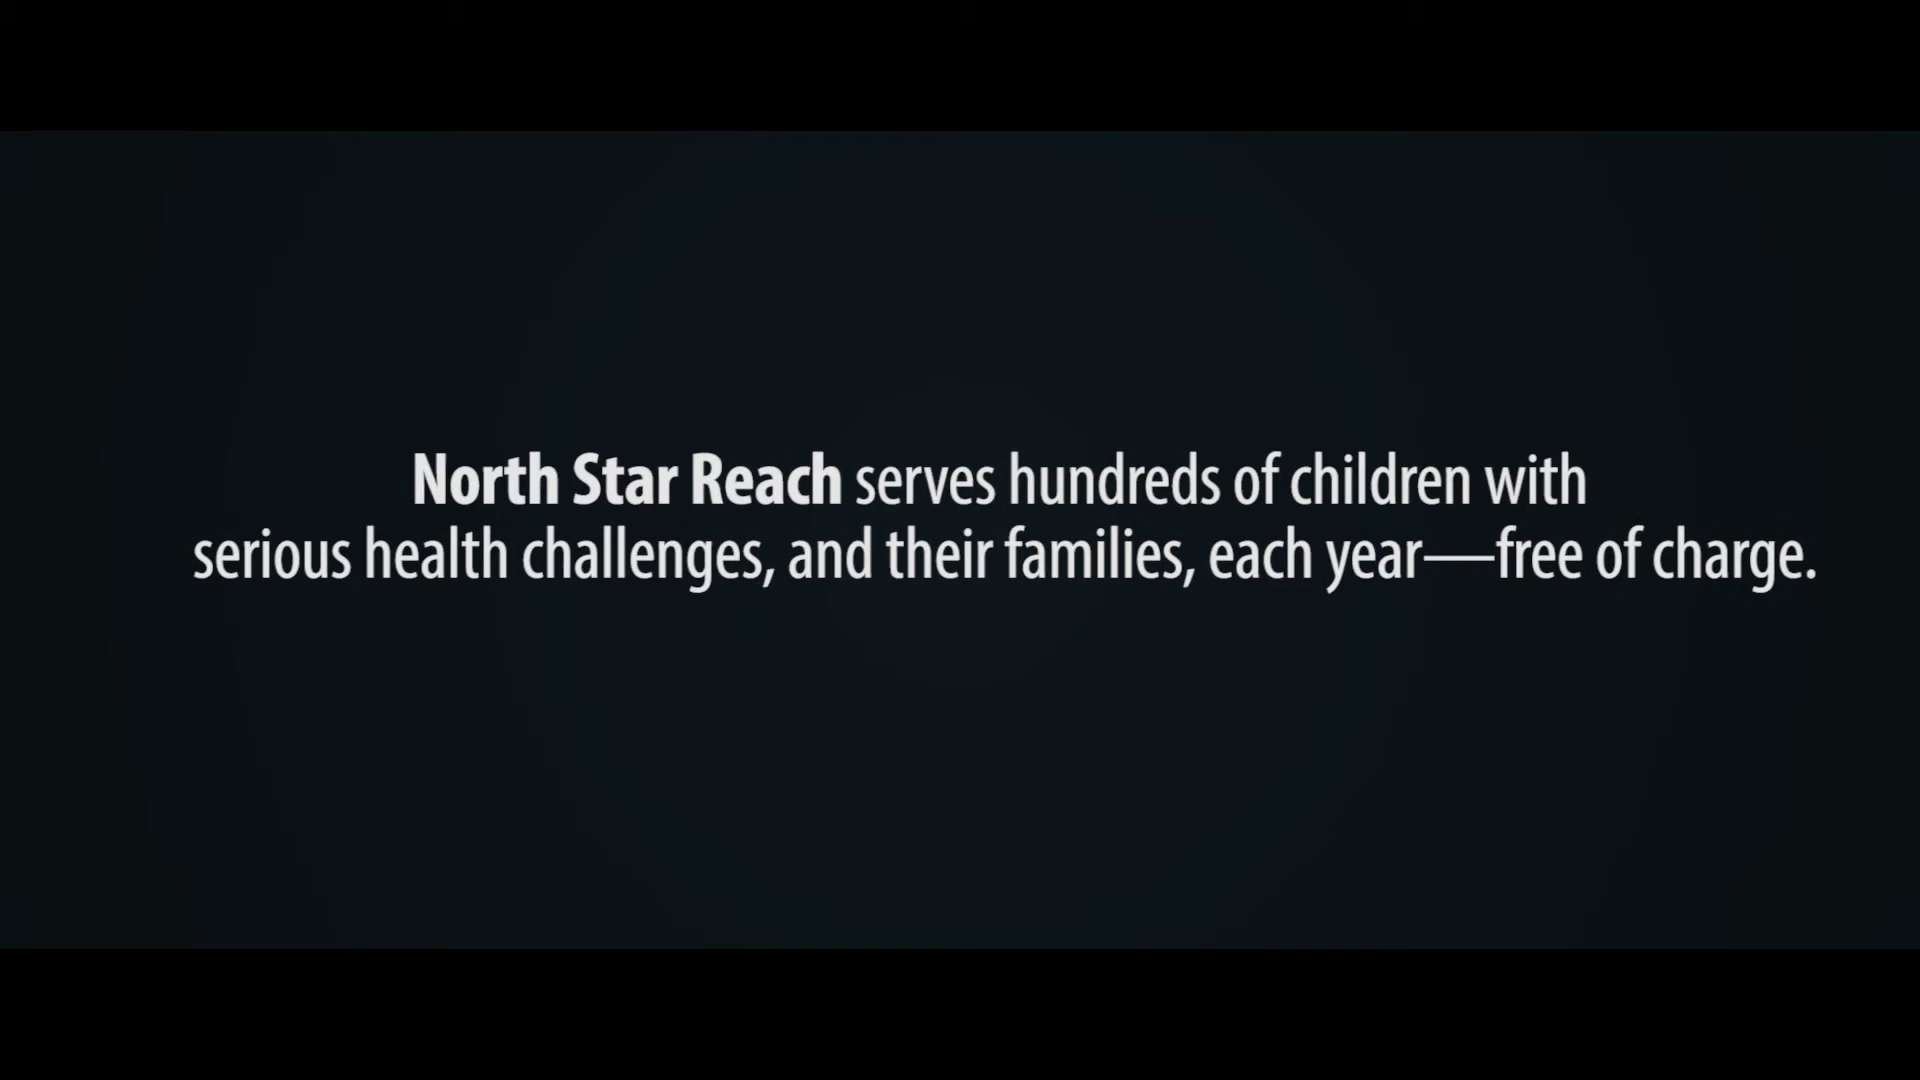 North Star Reach serves hundreds of children with
serious health challenges, and their families, each year—free of charge.